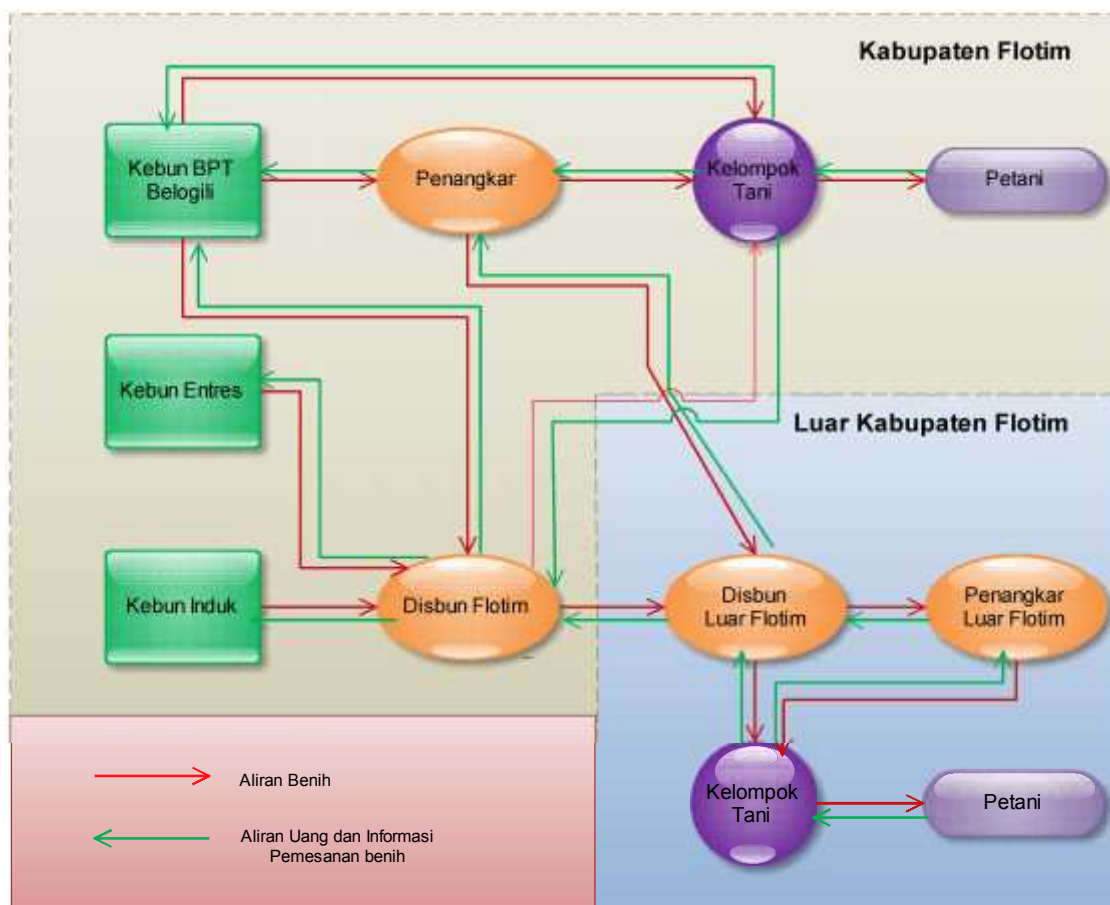 Kabupaten Flotim
Kebun BPT
Belogili
Penangkar
Kelompok
Tani
Petani
Kebun Entres
Luar Kabupaten Flotim
Kebun Induk
Disbun Flotim
Disbun
Luar Flotim
Penangkar
Luar Flotim
Kelompok
Tani
Petani
Aliran Benih
Aliran Uang dan Informasi
Pemesanan benih